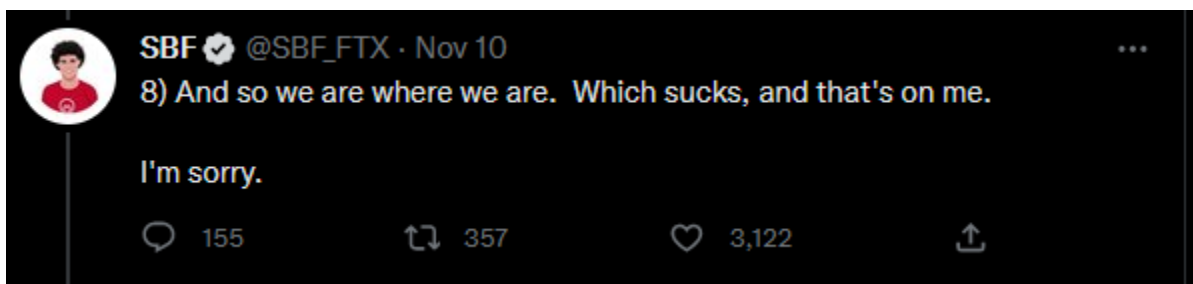 SBF @SBF_FTX · Nov 10
8) And so we are where we are.  Which sucks, and that's on me.
I'm sorry.
155 357 3,122